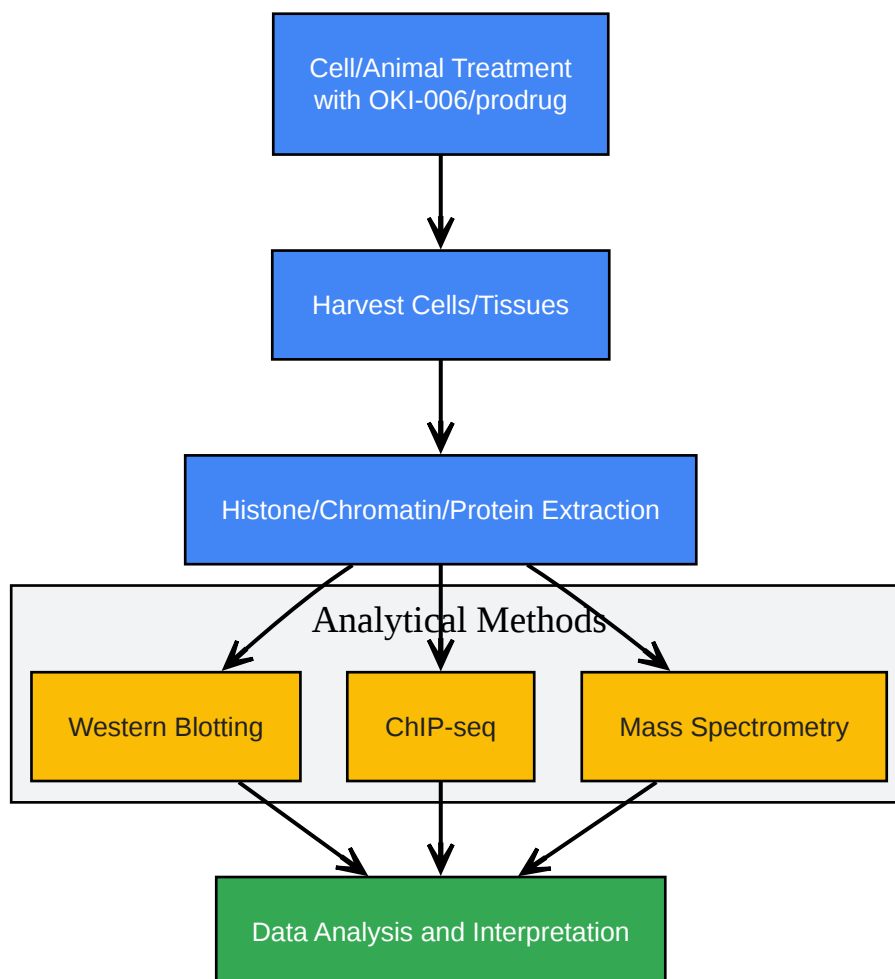 Cell/Animal Treatment
with OKI-006/prodrug
Harvest Cells/Tissues
Histone/Chromatin/Protein Extraction
Analytical Methods
Western Blotting
ChIP-seq
Mass Spectrometry
Data Analysis and Interpretation